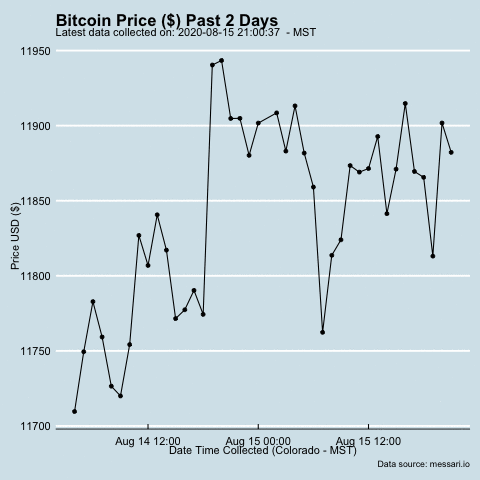 Bitcoin Price ($) Past 2 Days
Latest data collected on: 2020-08-15 21:00:37  - MST
11950
11900
11850
11800
11750
11700
Price USD ($)
Aug 14 12:00 Aug 15 00:00 Aug 15 12:00
Date Time Collected (Colorado - MST)
Data source: messari.io